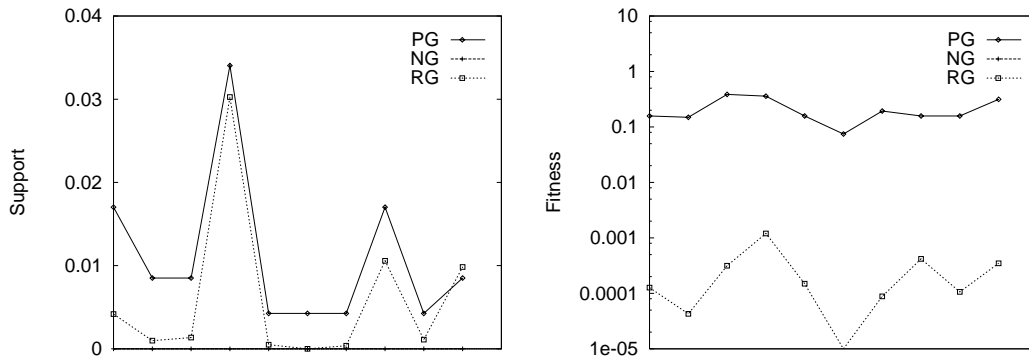 0.04
0.03
0.02
0.01
0
Support
PG
NG
RG
10
1
0.1
0.01
0.001
0.0001
1e-05
Fitness
PG
NG
RG